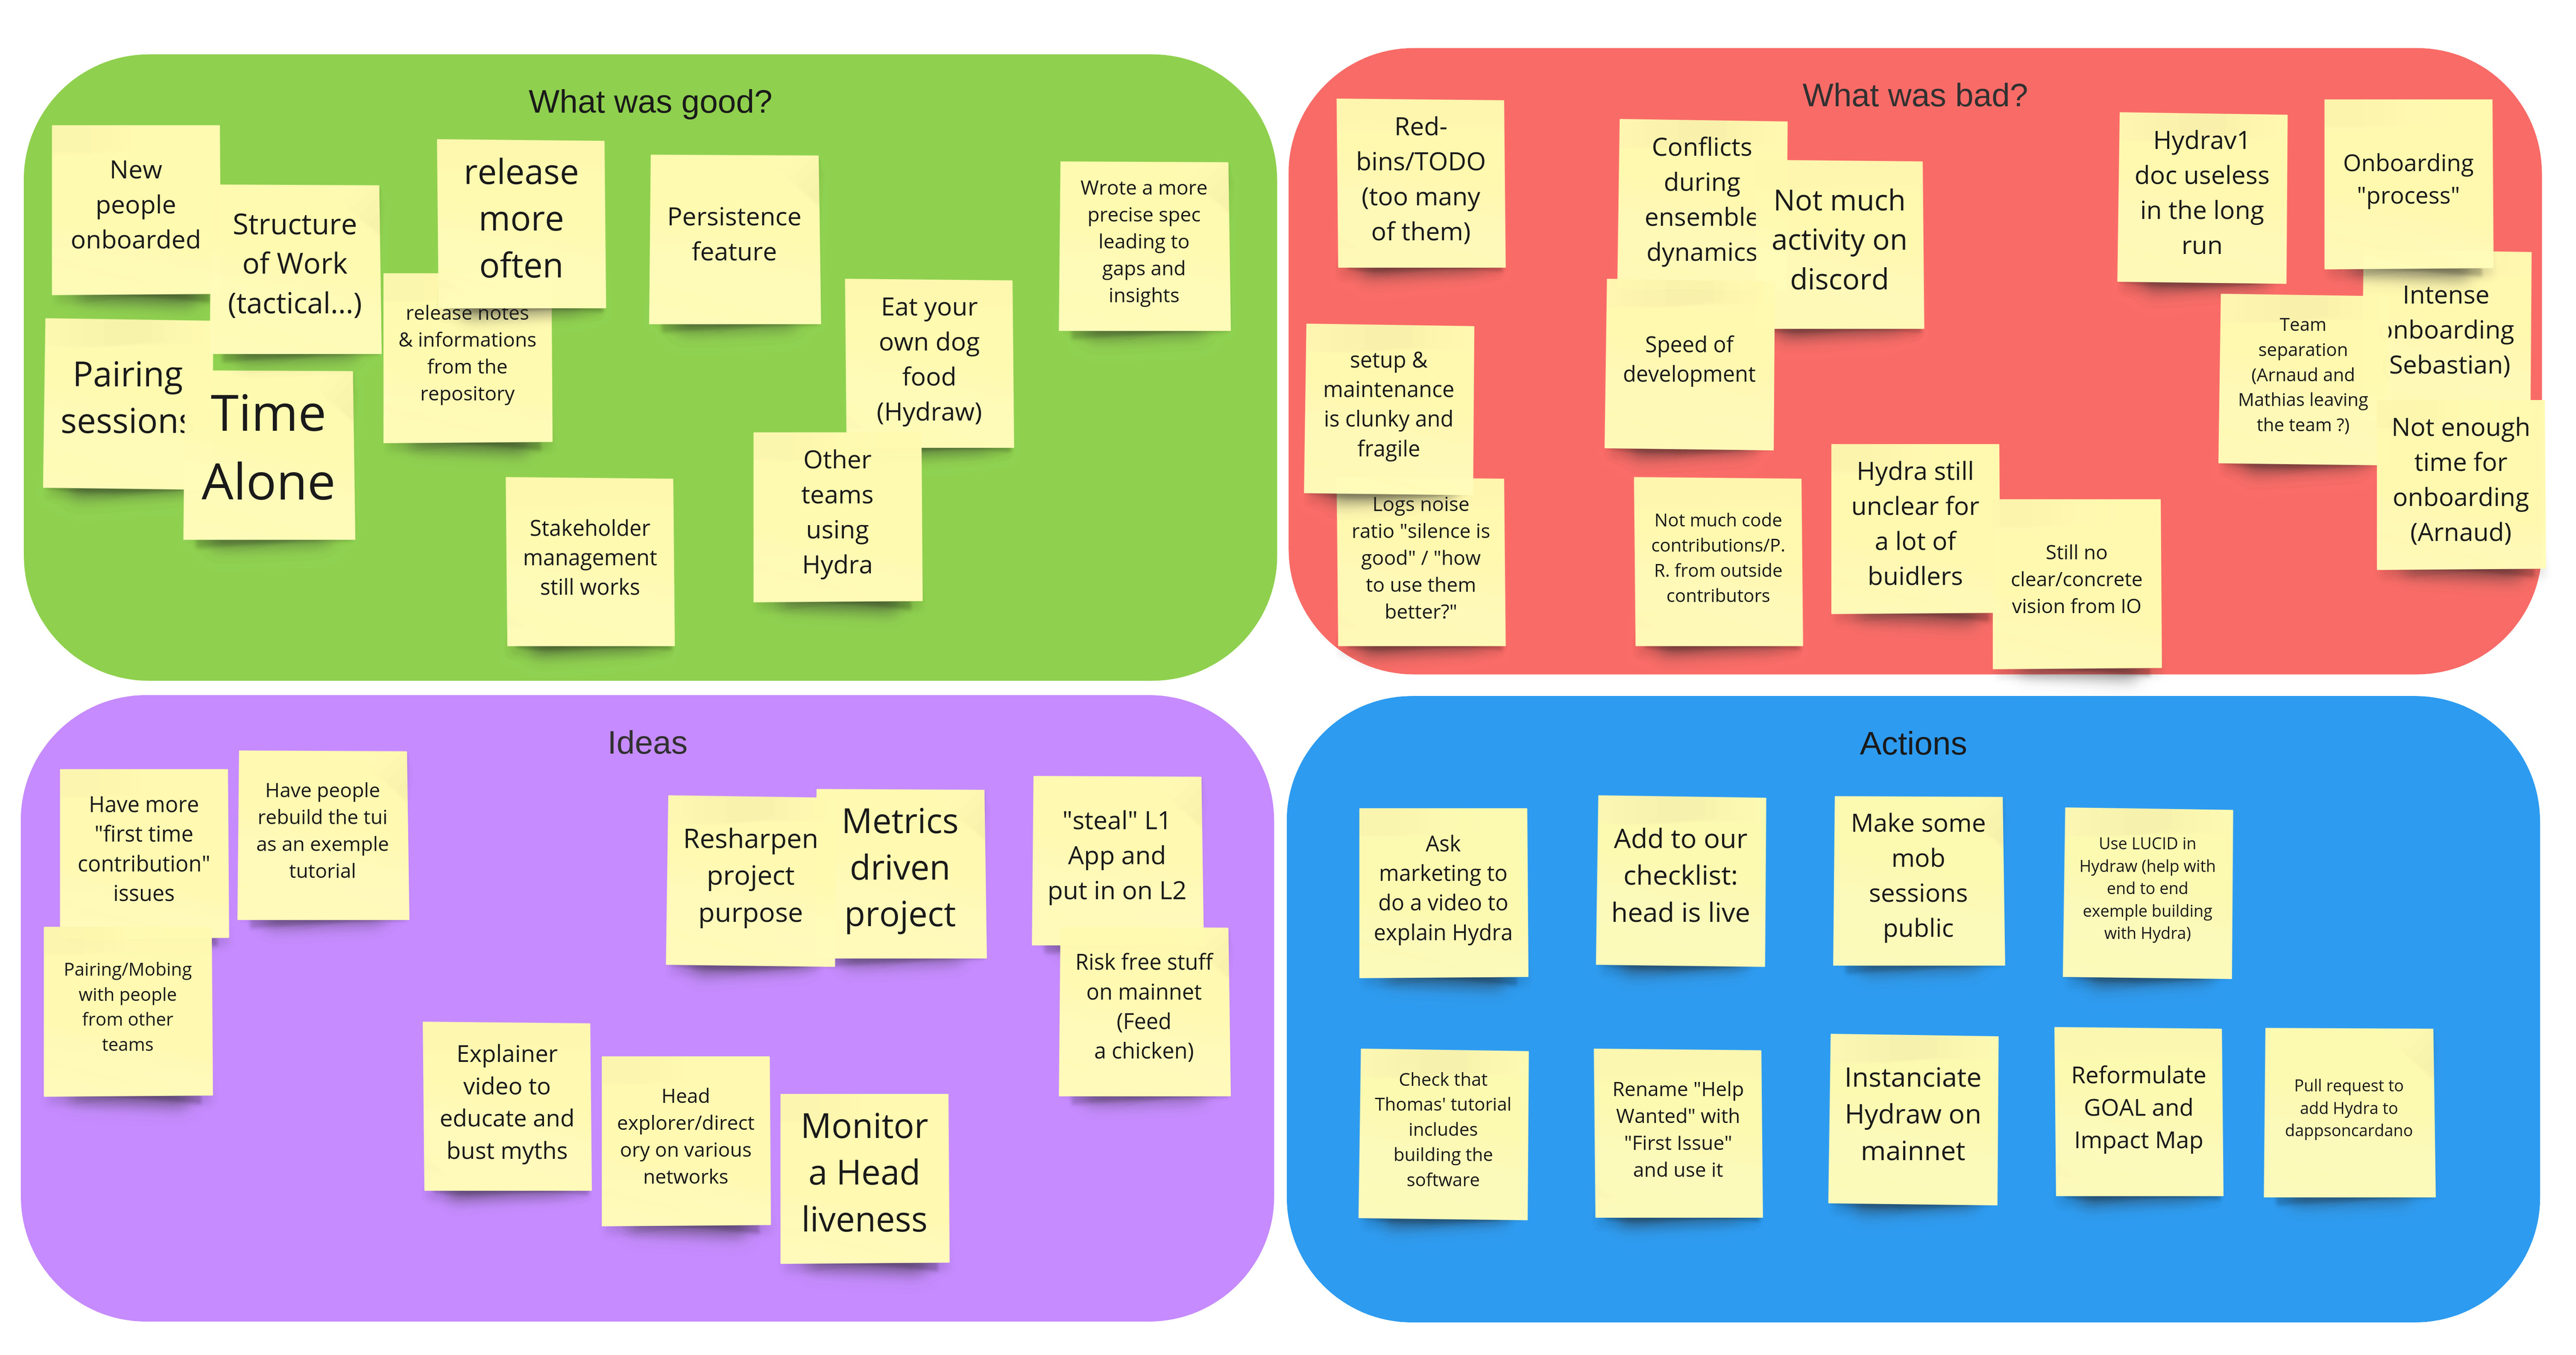 What was good?
New
people
onboarded
Structure
of Work
(tactical...)
release
more
often
Persistence
feature
Wrote a more
precise spec
leading to
gaps and
insights
Pairing
sessions
Time
Alone
release notes
& informations
from the
repository
Eat your
own dog
food
(Hydraw)
Other
teams
using
Hydra
Stakeholder
management
still works
What was bad?
Red-
bins/TODO
(too many
of them)
Conflicts
during
ensemble
dynamics
Not much
activity on
discord
Hydrav1
doc useless
in the long
run
Onboarding
"process"
setup &
maintenance
is clunky and
fragile
Speed of
development
Team
separation
(Arnaud and
Mathias leaving
the team ?)
Intense
onboarding
Sebastian)
Not enough
time for
onboarding
(Arnaud)
Logs noise
ratio "silence is
good" / "how
to use them
better?"
Not much code
contributions/P.
R. from outside
contributors
Hydra still
unclear for
a lot of
buidlers
Still no
clear/concrete
vision from IO
Ideas
Have more
"first time
contribution"
issues
Have people
rebuild the tui
as an exemple
tutorial
Resharpen
project
purpose
Metrics
driven
project
"steal" L1
App and
put in on L2
Pairing/Mobing
with people
from other
teams
Risk free stuff
on mainnet
(Feed
a chicken)
Explainer
video to
educate and
bust myths
Head
explorer/direct
ory on various
networks
Monitor
a Head
liveness
Actions
Ask
marketing to
do a video to
explain Hydra
Add to our
checklist:
head is live
Make some
mob
sessions
public
Use LUCID in
Hydraw (help with
end to end
exemple building
with Hydra)
Check that
Thomas' tutorial
includes
building the
software
Rename "Help
Wanted" with
"First Issue"
and use it
Instanciate
Hydraw on
mainnet
Reformulate
GOAL and
Impact Map
Pull request to
add Hydra to
dappsoncardano